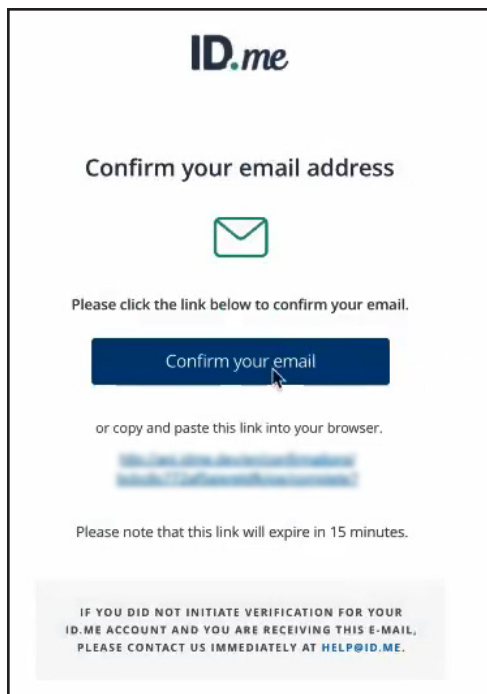 ID.me
Confirm your email address
Please click the link below to confirm your email.
Confirm your email
or copy and paste this link into your browser.
Please note that this link will expire in 15 minutes.
IF YOU DID NOT INITIATE VERIFICATION FOR YOUR
ID.ME ACCOUNT AND YOU ARE RECEIVING THIS E-MAIL,
PLEASE CONTACT US IMMEDIATELY AT HELP@ID.ME.